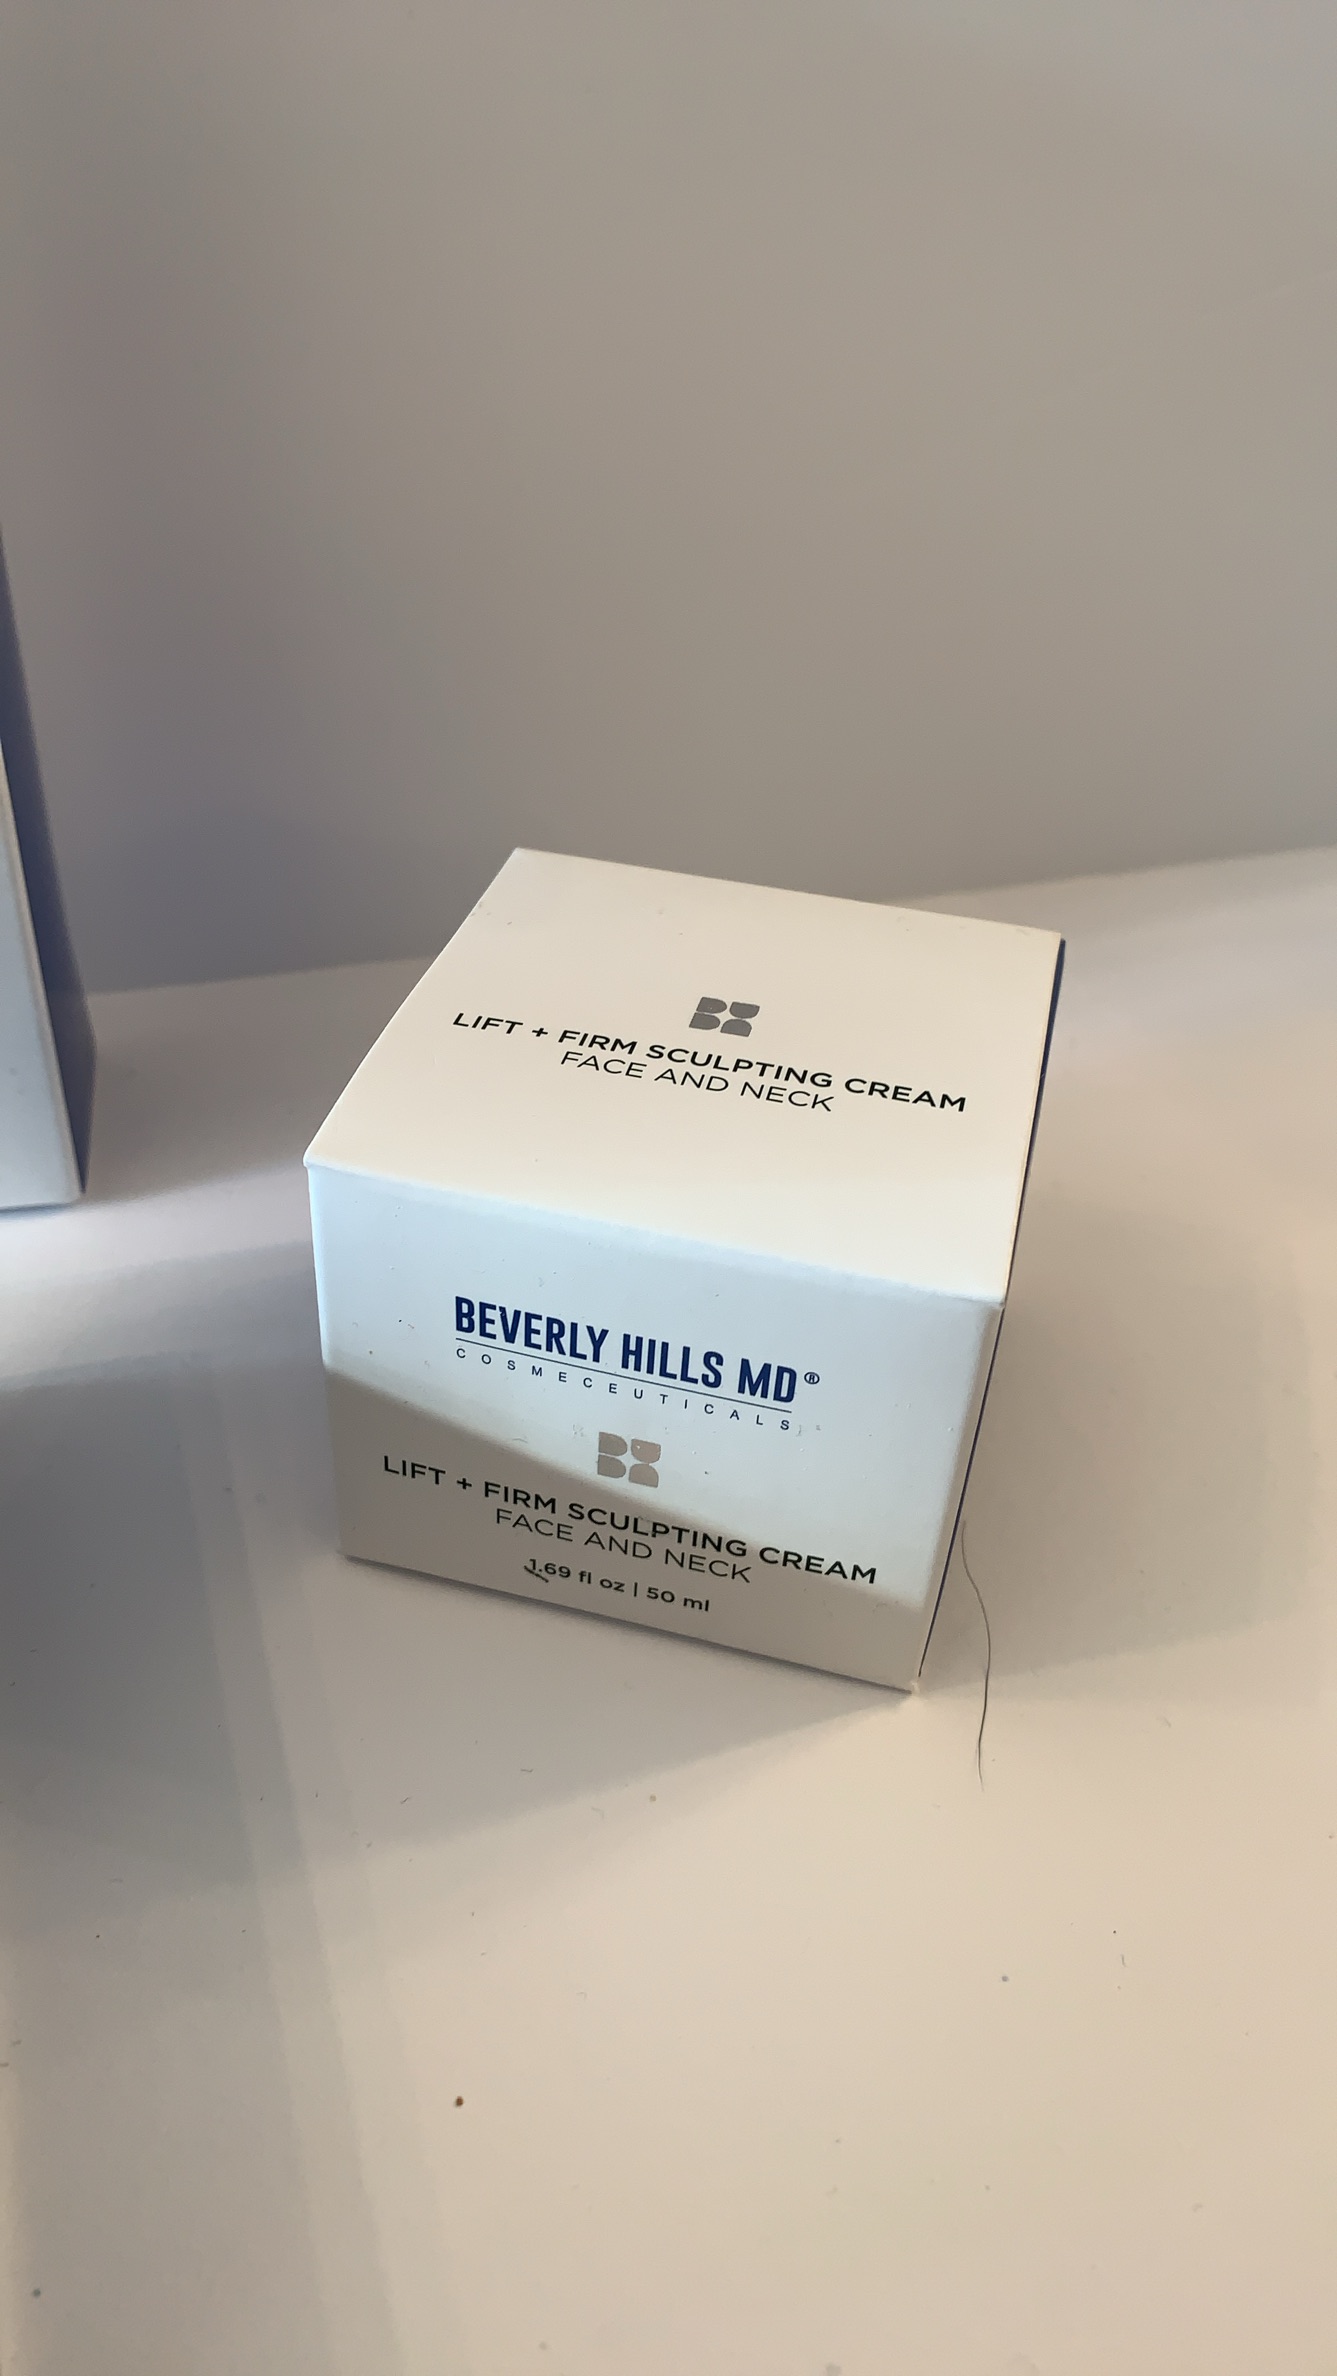 LIFT + FIRM SCULPTING CREAM
FACE AND NECK
BEVERLY HILLS MD®
COSMECEUTICALS
LIFT + FIRM SCULPTING CREAM
FACE AND NECK
1.69 fl oz | 50 ml